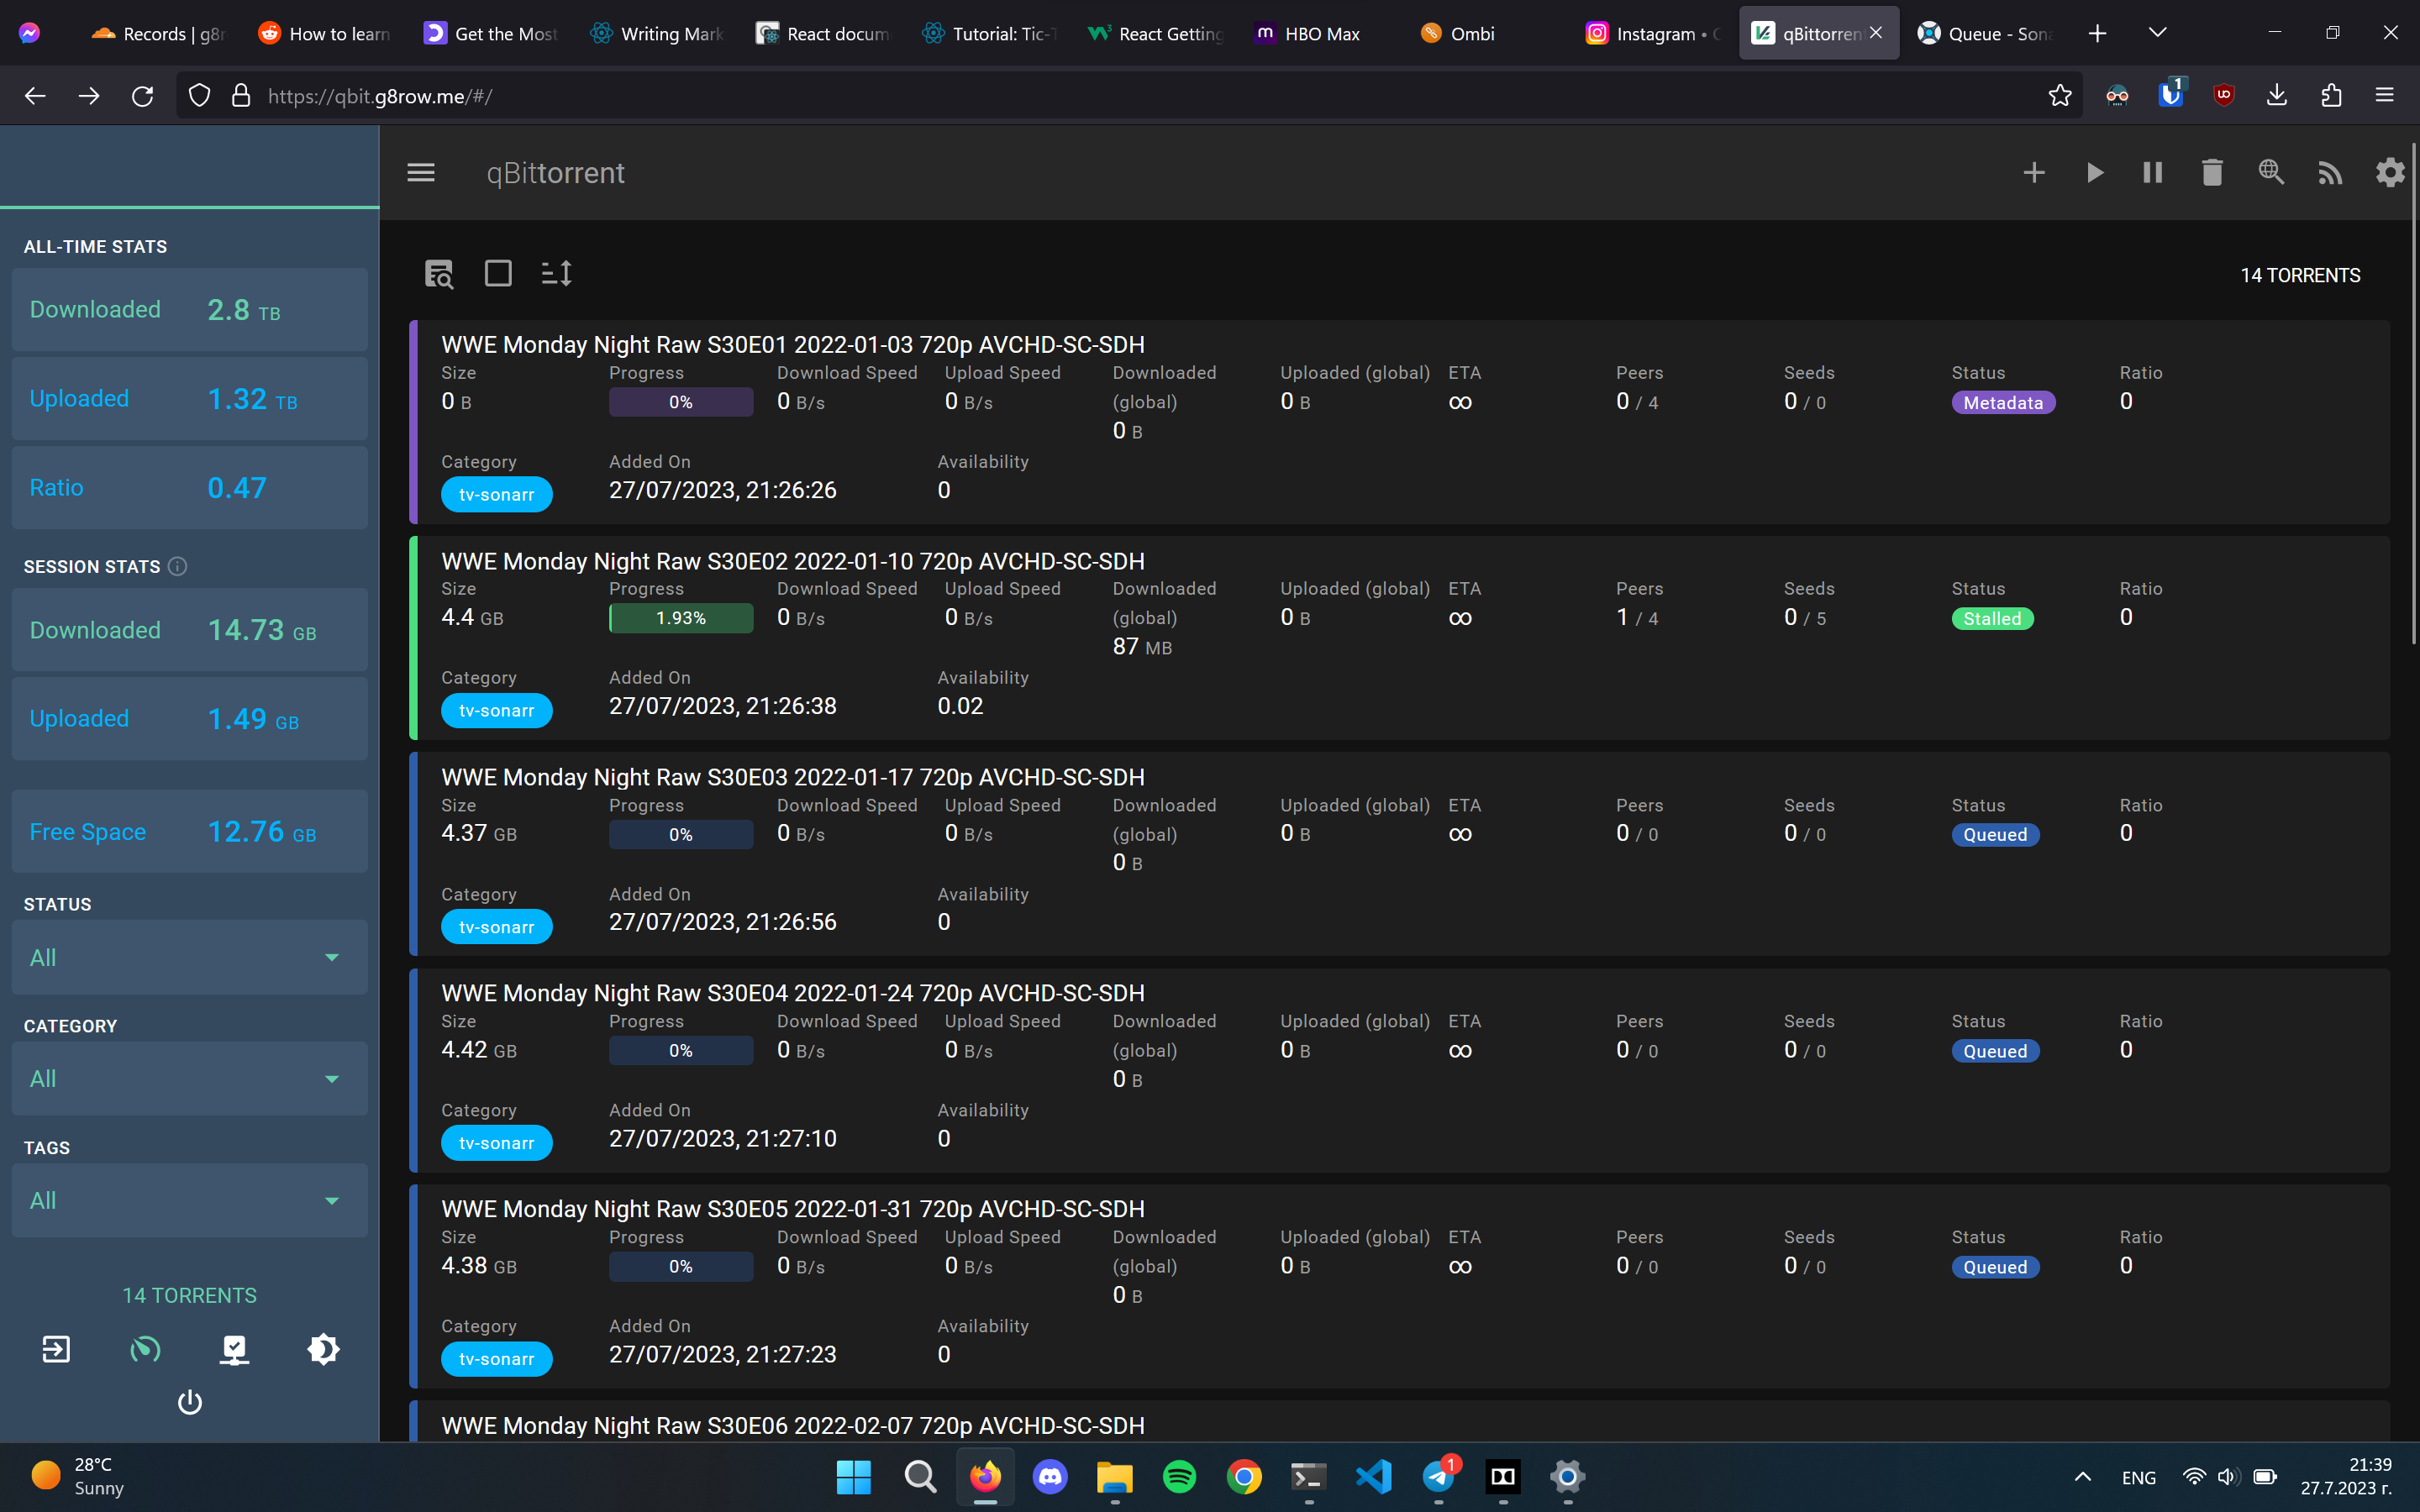 Records | g8r
How to learn
Get the Most
Writing Mark
React docum
Tutorial: Tic-T
React Getting
HBO Max
Ombi
Instagram •
qBittorren
Queue - Sona
https://qbit.g8row.me/#/
1
qBittorrent
ALL-TIME STATS
Downloaded 2.8 TB
Uploaded 1.32 TB
Ratio 0.47
SESSION STATS
Downloaded 14.73 GB
Uploaded 1.49 GB
Free Space 12.76 GB
STATUS
All
CATEGORY
All
TAGS
All
14 TORRENTS
14 TORRENTS
WWE Monday Night Raw S30E01 2022-01-03 720p AVCHD-SC-SDH
Size Progress Download Speed Upload Speed Downloaded (global) Uploaded (global) ETA Peers Seeds Status Ratio
0 B 0% 0 B/s 0 B/s 0 B 0 B ∞ 0 / 4 0 / 0 Metadata 0
Category Added On Availability
tv-sonarr 27/07/2023, 21:26:26 0
WWE Monday Night Raw S30E02 2022-01-10 720p AVCHD-SC-SDH
Size Progress Download Speed Upload Speed Downloaded (global) Uploaded (global) ETA Peers Seeds Status Ratio
4.4 GB 1.93% 0 B/s 0 B/s 87 MB 0 B ∞ 1 / 4 0 / 5 Stalled 0
Category Added On Availability
tv-sonarr 27/07/2023, 21:26:38 0.02
WWE Monday Night Raw S30E03 2022-01-17 720p AVCHD-SC-SDH
Size Progress Download Speed Upload Speed Downloaded (global) Uploaded (global) ETA Peers Seeds Status Ratio
4.37 GB 0% 0 B/s 0 B/s 0 B 0 B ∞ 0 / 0 0 / 0 Queued 0
Category Added On Availability
tv-sonarr 27/07/2023, 21:26:56 0
WWE Monday Night Raw S30E04 2022-01-24 720p AVCHD-SC-SDH
Size Progress Download Speed Upload Speed Downloaded (global) Uploaded (global) ETA Peers Seeds Status Ratio
4.42 GB 0% 0 B/s 0 B/s 0 B 0 B ∞ 0 / 0 0 / 0 Queued 0
Category Added On Availability
tv-sonarr 27/07/2023, 21:27:10 0
WWE Monday Night Raw S30E05 2022-01-31 720p AVCHD-SC-SDH
Size Progress Download Speed Upload Speed Downloaded (global) Uploaded (global) ETA Peers Seeds Status Ratio
4.38 GB 0% 0 B/s 0 B/s 0 B 0 B ∞ 0 / 0 0 / 0 Queued 0
Category Added On Availability
tv-sonarr 27/07/2023, 21:27:23 0
WWE Monday Night Raw S30E06 2022-02-07 720p AVCHD-SC-SDH
28°C
Sunny
1
ENG
21:39
27.7.2023 г.